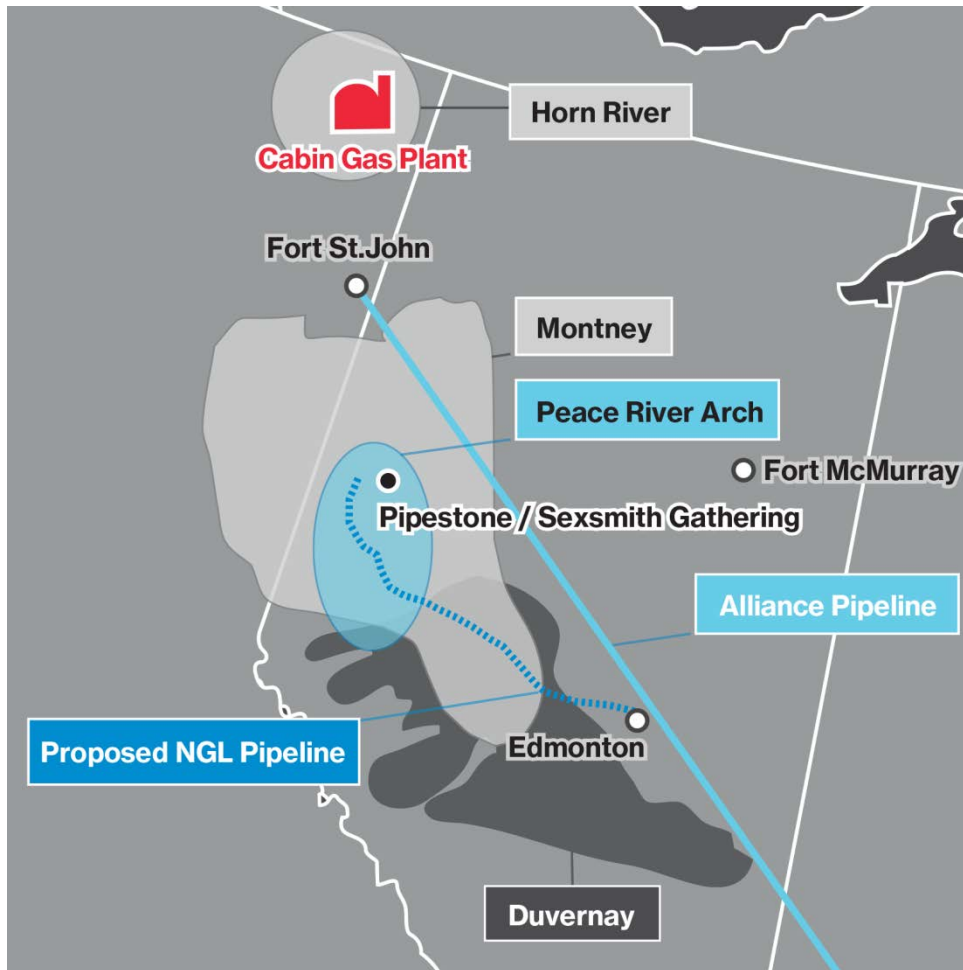 Horn River
Cabin Gas Plant
Fort St.John
Montney
Peace River Arch
Fort McMurray
Pipestone / Sexsmith Gathering
Alliance Pipeline
Proposed NGL Pipeline
Edmonton
Duvernay